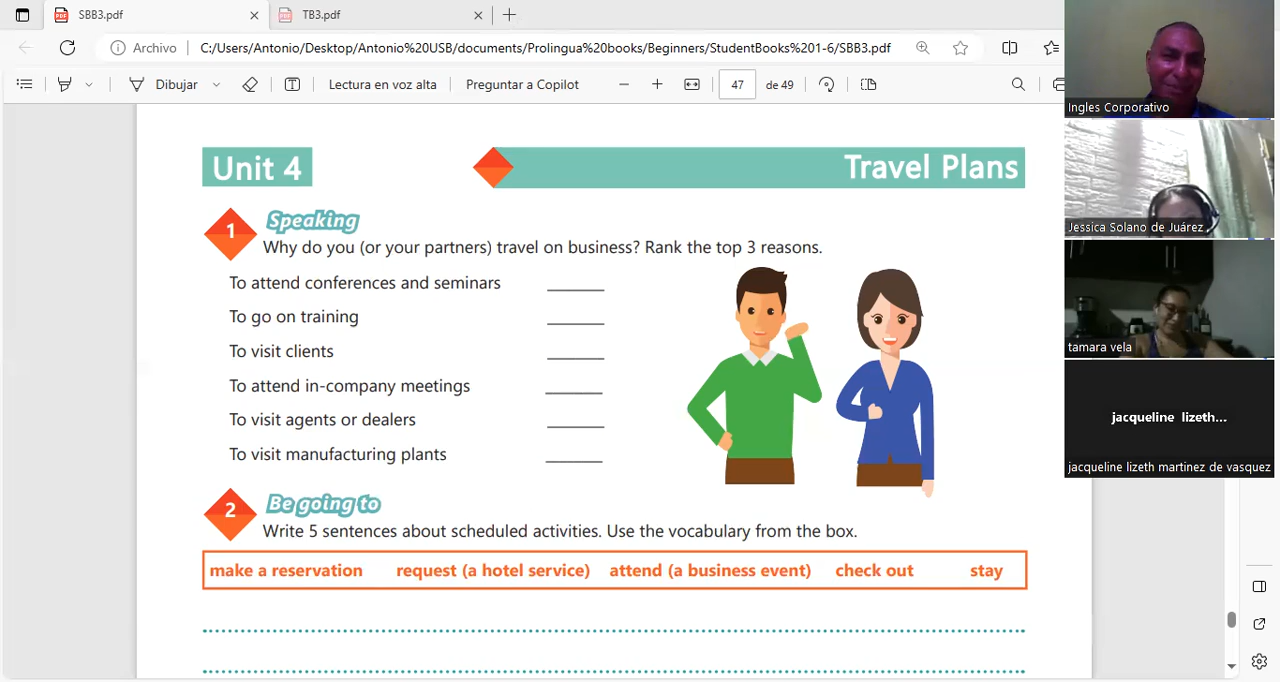 SBB3.pdf
TB3.pdf
Archivo
C:/Users/Antonio/Desktop/Antonio%20USB/documents/Prolingua%20books/Beginners/StudentBooks%201-6/SBB3.pdf
Dibujar
Lectura en voz alta
Preguntar a Copilot
47
de 49
Unit 4
Travel Plans
1
Speaking
Why do you (or your partners) travel on business? Rank the top 3 reasons.
To attend conferences and seminars
To go on training
To visit clients
To attend in-company meetings
To visit agents or dealers
To visit manufacturing plants
2
Be going to
Write 5 sentences about scheduled activities. Use the vocabulary from the box.
make a reservation request (a hotel service) attend (a business event) check out stay
Ingles Corporativo
Jessica Solano de Juárez
tamara vela
jacqueline lizeth...
jacqueline lizeth martinez de vasquez